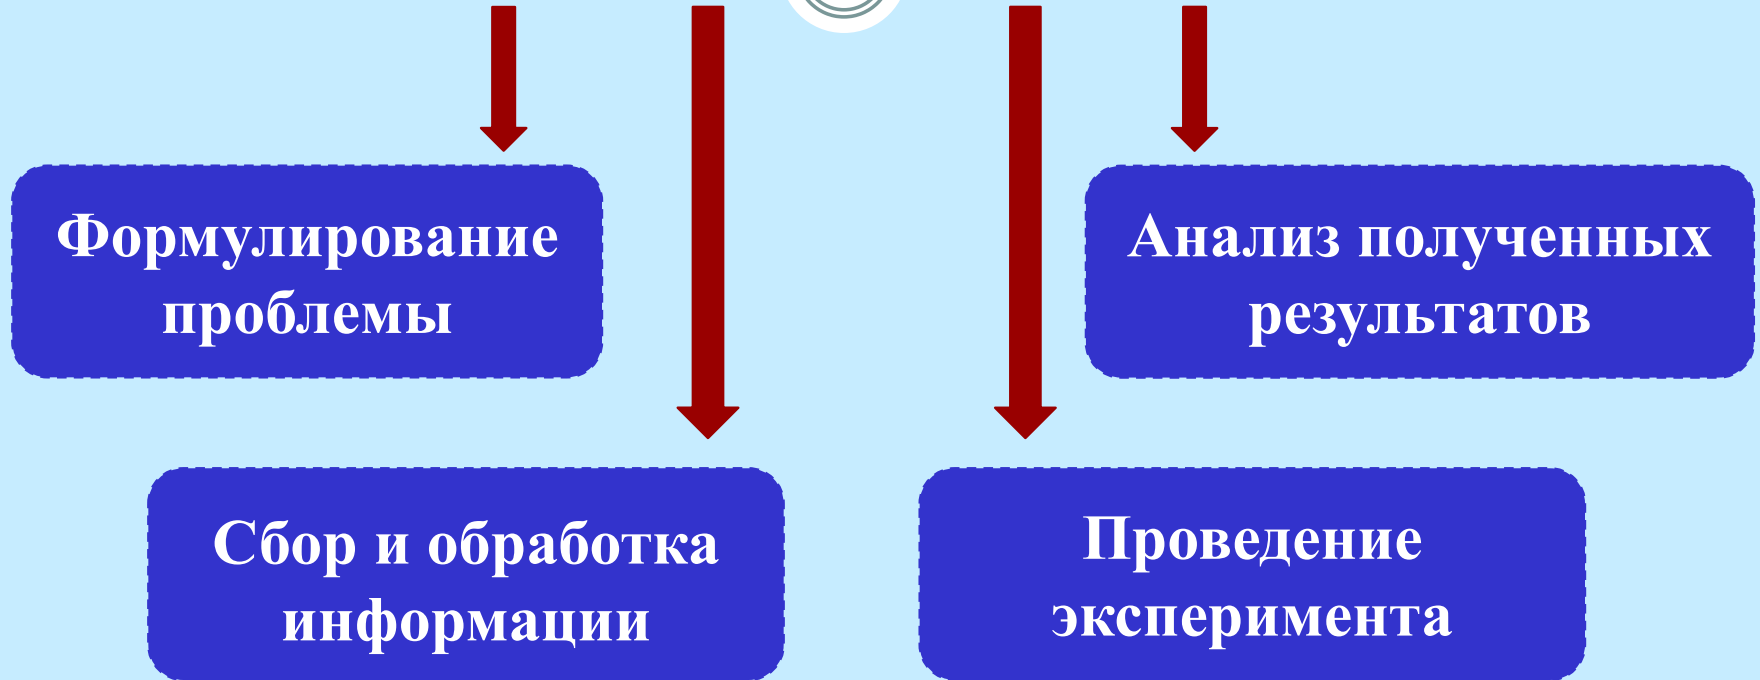 Формулирование
проблемы
Анализ полученных
результатов
Сбор и обработка
информации
Проведение
эксперимента